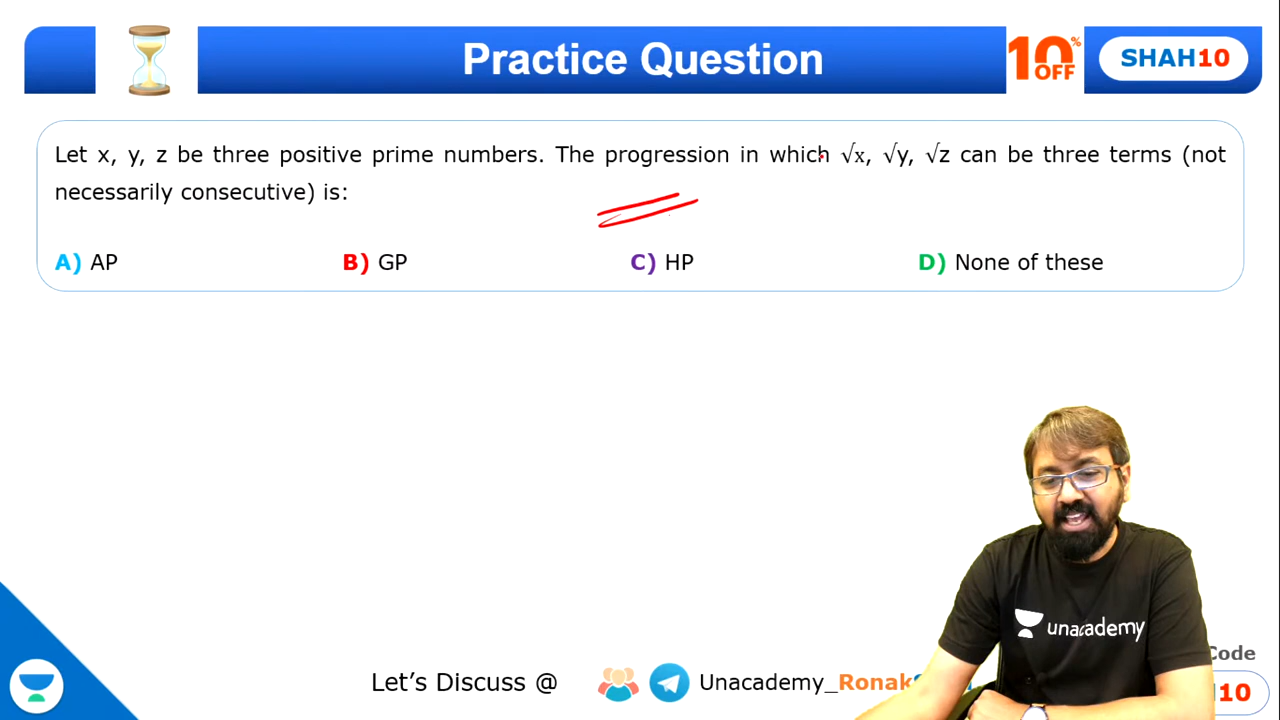 Practice Question
10% OFF
SHAH10
Let x, y, z be three positive prime numbers. The progression in which √x, √y, √z can be three terms (not
necessarily consecutive) is:
A) AP B) GP C) HP D) None of these
unacademy
Code
Let's Discuss @ Unacademy_Ronak
10